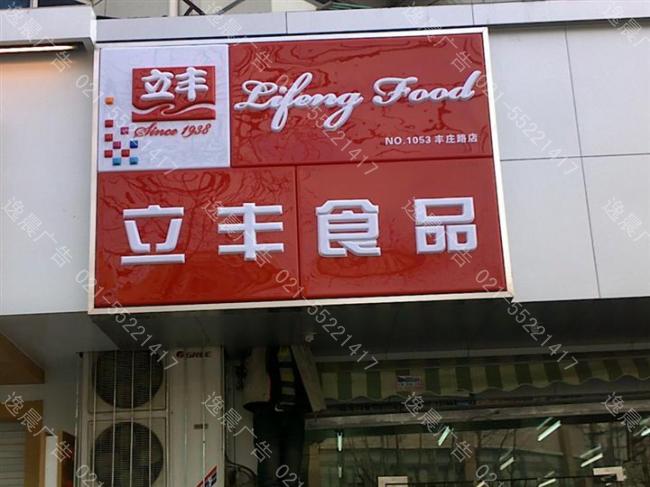 立丰
Since 1938
Lifeng Food
NO.1053 丰庄路店
立丰食品
GREE
逸晨广告 021-55221417